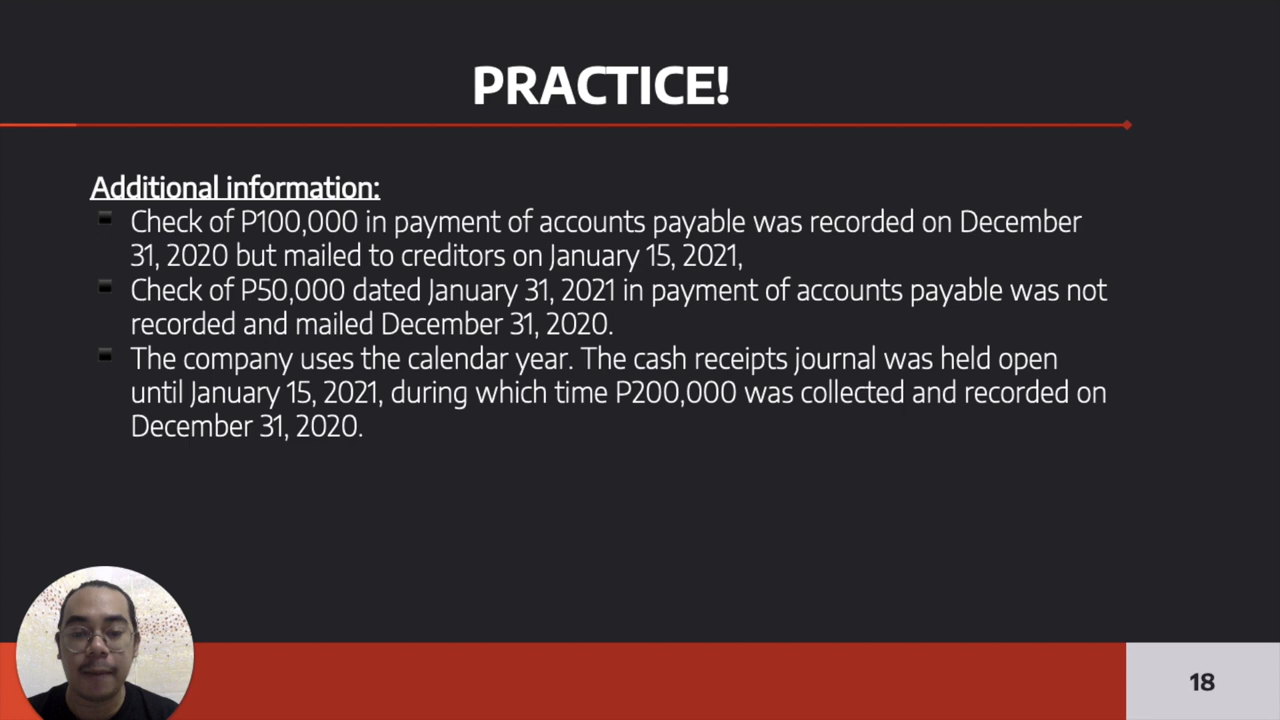 PRACTICE!
Additional information:
Check of P100,000 in payment of accounts payable was recorded on December
31, 2020 but mailed to creditors on January 15, 2021,
Check of P50,000 dated January 31, 2021 in payment of accounts payable was not
recorded and mailed December 31, 2020.
The company uses the calendar year. The cash receipts journal was held open
until January 15, 2021, during which time P200,000 was collected and recorded on
December 31, 2020.
18